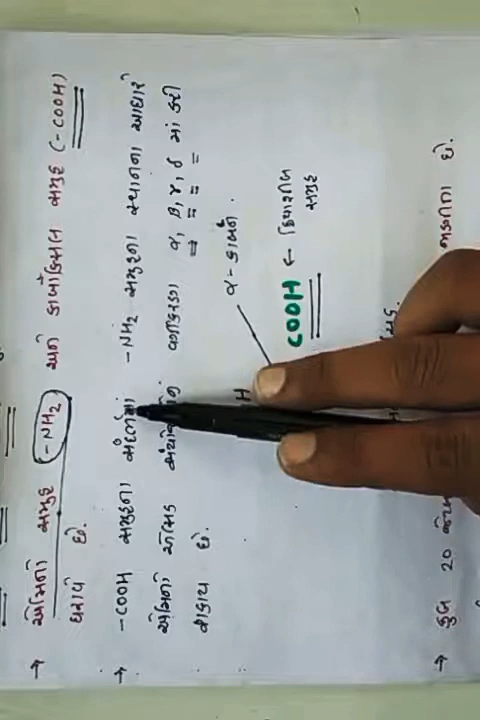 → એમિનો સમુહ (-NH₂) અને કાર્બોક્સિલ સમુહ (-COOH)
ધરાવે છે.
→ -COOH સમુહના સંદર્ભમાં -NH₂ સમુહના સ્થાનના આધારે
એમિનો એસિડ α, β, γ, δ માં કરી
શકાય છે.
α - કાર્બન.
H
COOH ← ક્રિયાશીલ
સમુહ
→ કુલ 20 છે.